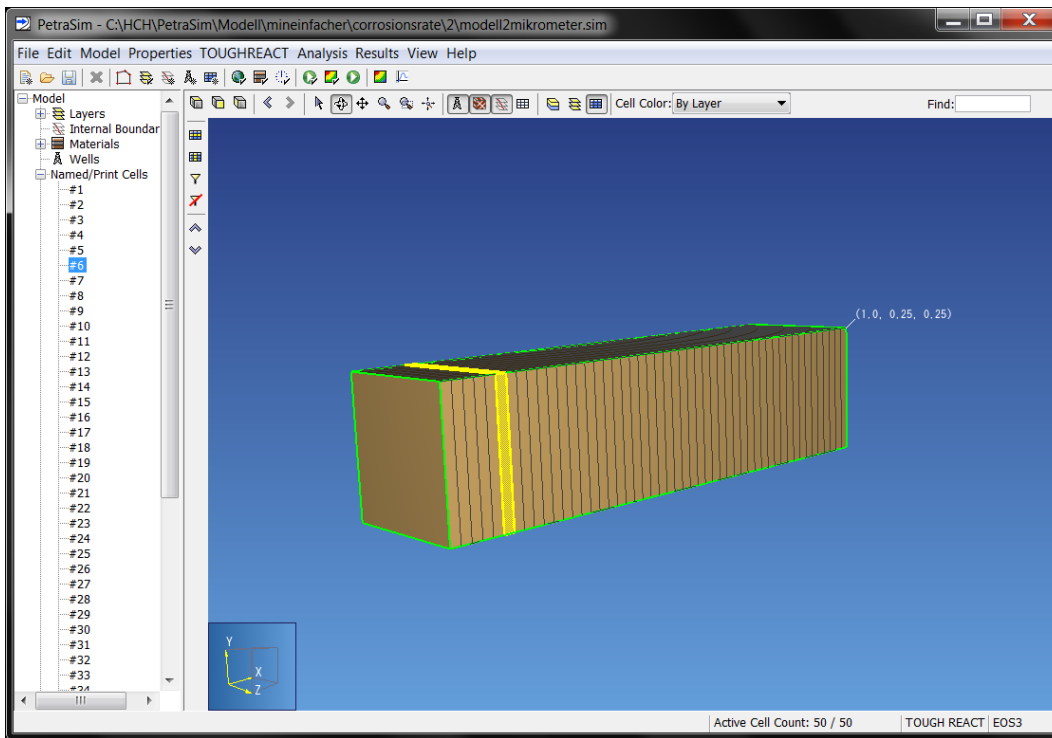 PetraSim - C:\HCH\PetraSim\Modell\mineinfacher\corrosionsrate\2\modell2mikrometer.sim
File Edit Model Properties TOUGHREACT Analysis Results View Help
Cell Color: By Layer Find:
Model
Layers
Internal Boundar
Materials
Wells
Named/Print Cells
#1
#2
#3
#4
#5
#6
#7
#8
#9
#10
#11
#12
#13
#14
#15
#16
#17
#18
#19
#20
#21
#22
#23
#24
#25
#26
#27
#28
#29
#30
#31
#32
#33
#34
(1.0, 0.25, 0.25)
Y
X
Z
Active Cell Count: 50 / 50 TOUGH REACT EOS3